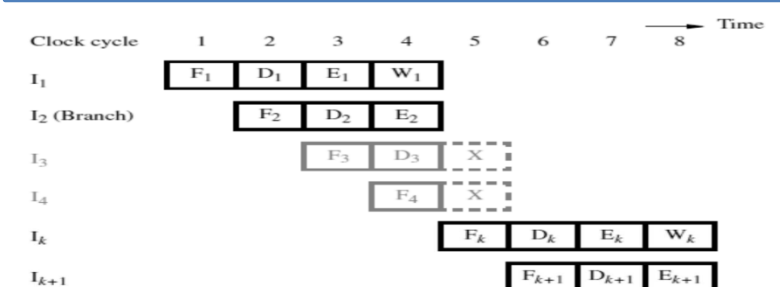 Time
Clock cycle 1 2 3 4 5 6 7 8
I1 F1 D1 E1 W1
I2 (Branch) F2 D2 E2
I3 F3 D3 X
I4 F4 X
Ik Fk Dk Ek Wk
Ik+1 Fk+1 Dk+1 Ek+1